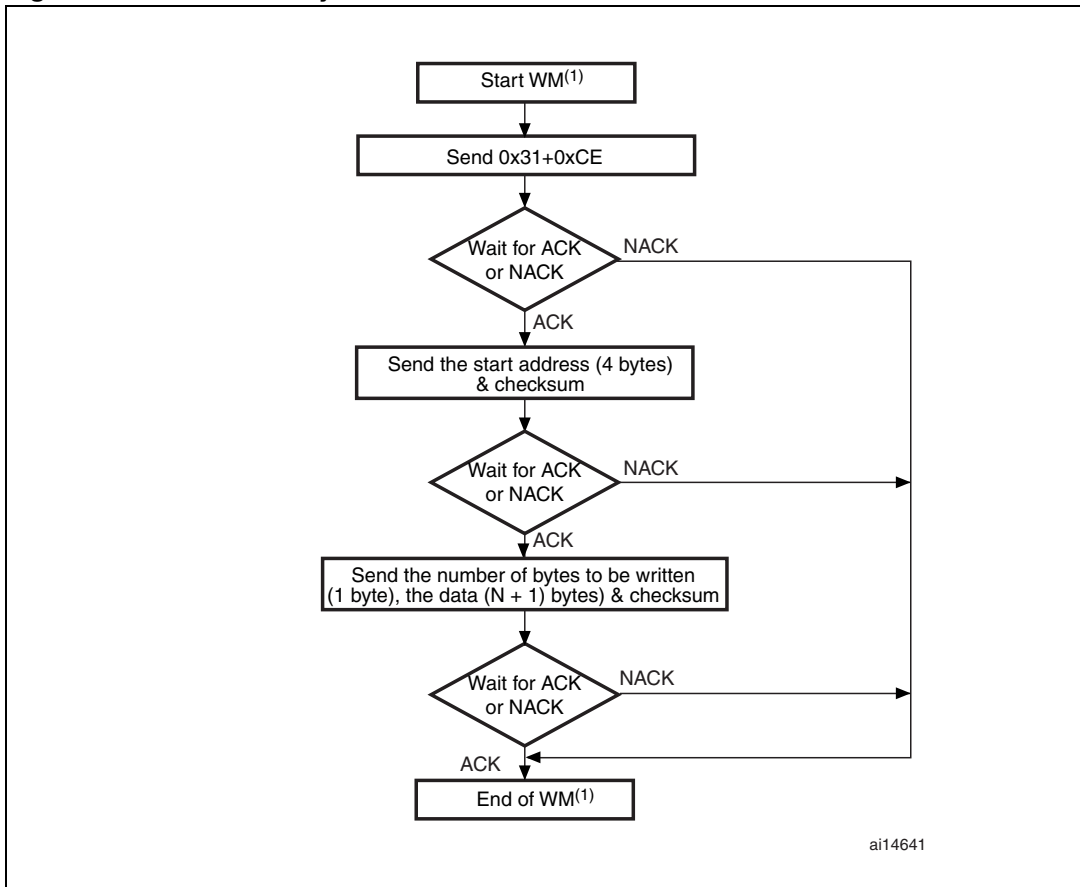 Start WM(1)
Send 0x31+0xCE
Wait for ACK
or NACK
NACK
ACK
Send the start address (4 bytes)
& checksum
Wait for ACK
or NACK
NACK
ACK
Send the number of bytes to be written
(1 byte), the data (N + 1) bytes) & checksum
Wait for ACK
or NACK
NACK
ACK
End of WM(1)
ai14641